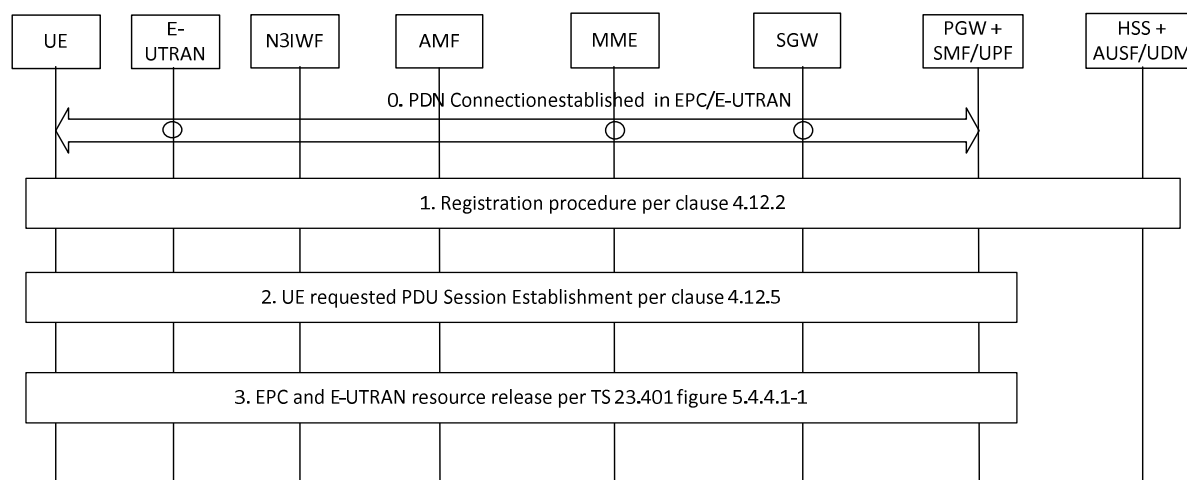 UE
E-
UTRAN
N3IWF
AMF
MME
SGW
PGW +
SMF/UPF
HSS +
AUSF/UDM
0. PDN Connectionestablished in EPC/E-UTRAN
1. Registration procedure per clause 4.12.2
2. UE requested PDU Session Establishment per clause 4.12.5
3. EPC and E-UTRAN resource release per TS 23.401 figure 5.4.4.1-1